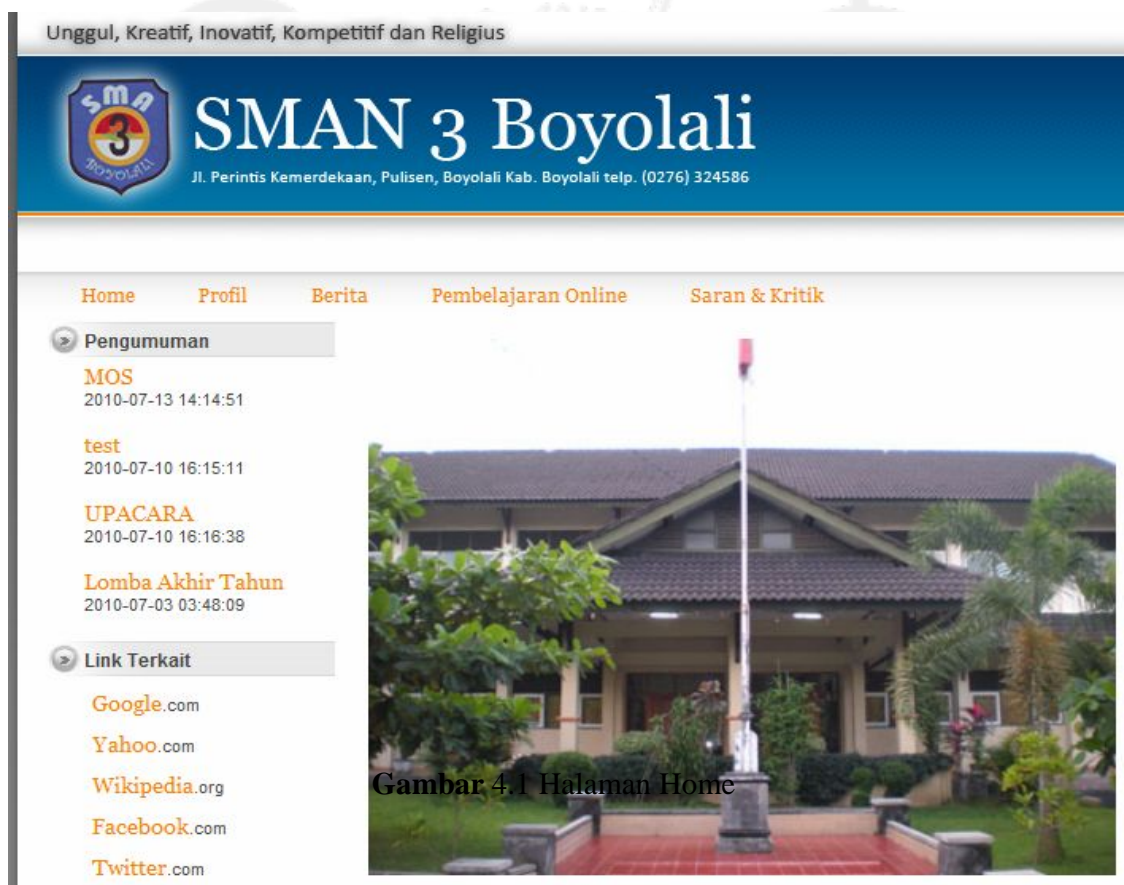 Unggul, Kreatif, Inovatif, Kompetitif dan Religius
SMA
3
BOYOLALI
SMAN 3 Boyolali
Jl. Perintis Kemerdekaan, Pulisen, Boyolali Kab. Boyolali telp. (0276) 324586
Home Profil Berita Pembelajaran Online Saran & Kritik
Pengumuman
MOS
2010-07-13 14:14:51
test
2010-07-10 16:15:11
UPACARA
2010-07-10 16:16:38
Lomba Akhir Tahun
2010-07-03 03:48:09
Link Terkait
Google.com
Yahoo.com
Wikipedia.org
Facebook.com
Twitter.com
Gambar 4.1 Halaman Home